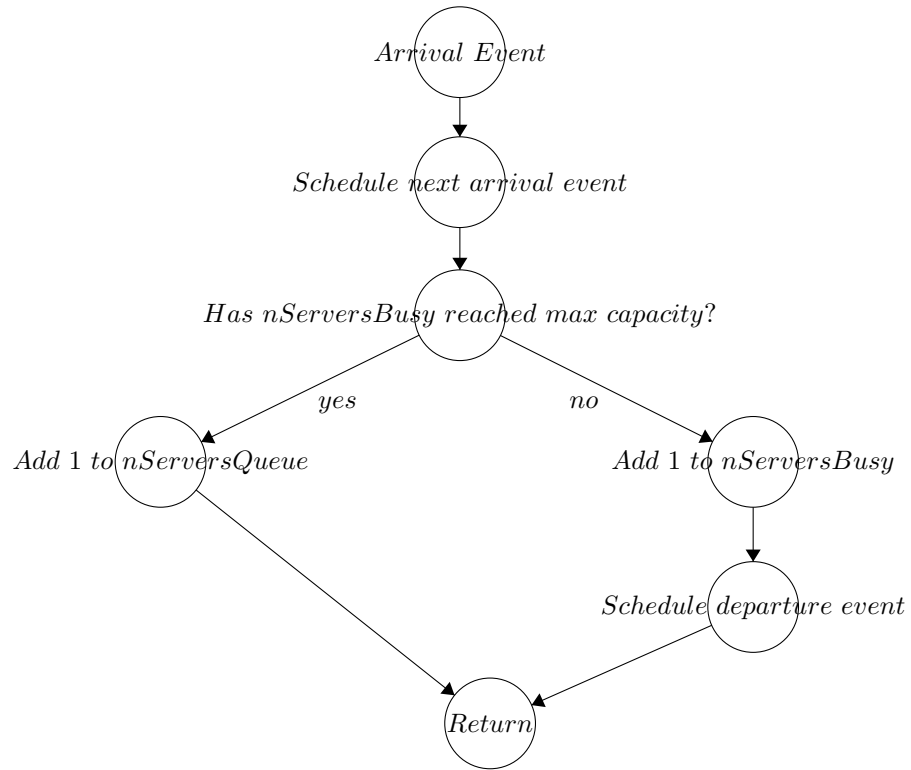 Arrival Event
Schedule next arrival event
Has nServersBusy reached max capacity?
yes
no
Add 1 to nServersQueue
Add 1 to nServersBusy
Schedule departure event
Return